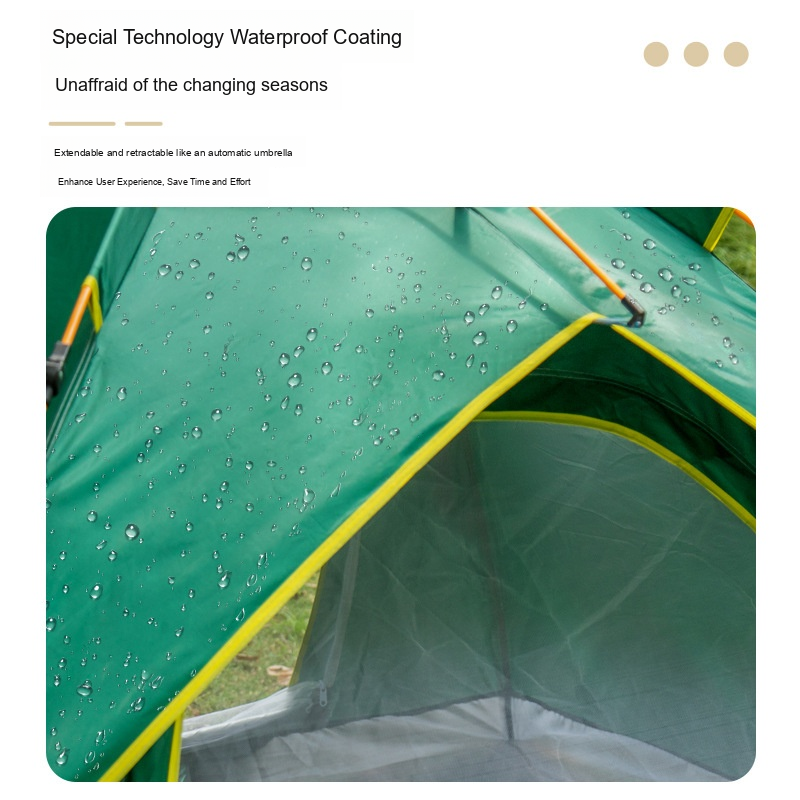 Special Technology Waterproof Coating
Unaffraid of the changing seasons
Extendable and retractable like an automatic umbrella
Enhance User Experience, Save Time and Effort